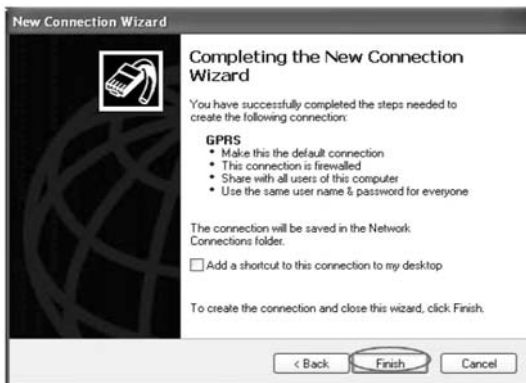 New Connection Wizard
Completing the New Connection
Wizard
You have successfully completed the steps needed to
create the following connection:
GPRS
• Make this the default connection
• This connection is firewalled
• Share with all users of this computer
• Use the same user name & password for everyone
The connection will be saved in the Network
Connections folder.
Add a shortcut to this connection to my desktop
To create the connection and close this wizard, click Finish.
< Back Finish Cancel